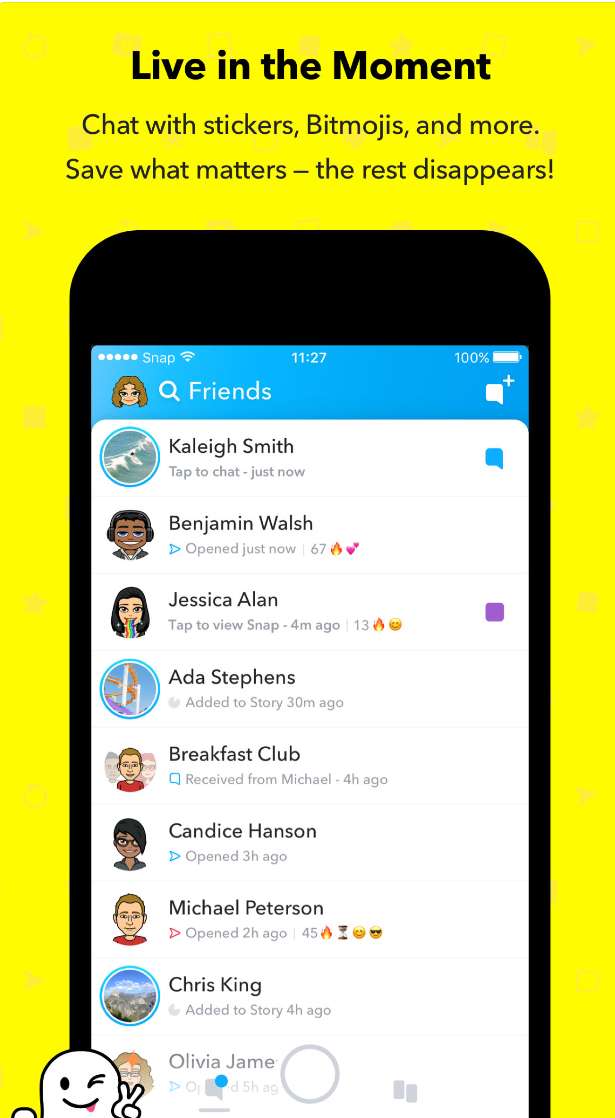 Live in the Moment
Chat with stickers, Bitmojis, and more.
Save what matters – the rest disappears!
Snap 11:27 100%
Friends
Kaleigh Smith
Tap to chat - just now
Benjamin Walsh
Opened just now | 67🔥💕
Jessica Alan
Tap to view Snap - 4m ago | 13🔥😊
Ada Stephens
Added to Story 30m ago
Breakfast Club
Received from Michael - 4h ago
Candice Hanson
Opened 3h ago
Michael Peterson
Opened 2h ago | 45🔥⏳😊😎
Chris King
Added to Story 4h ago
Olivia Jame
Op d 5h ag